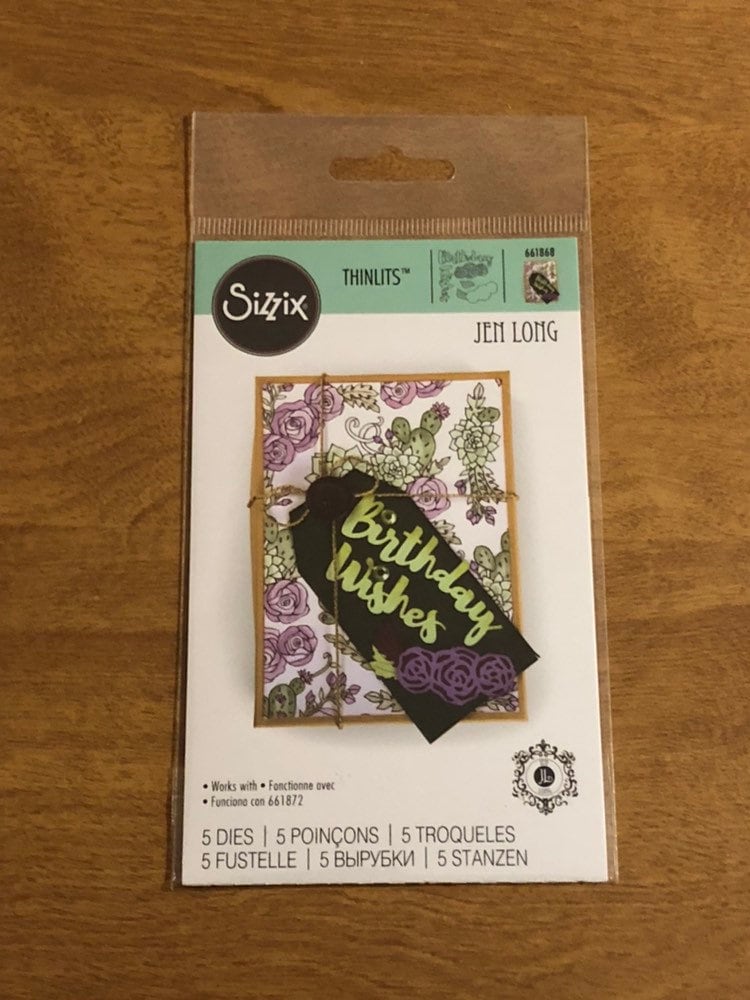 Sizzix
THINLITS™
661868
JEN LONG
Birthday
Wishes
• Works with • Fonctionne avec
• Funciona con 661872
5 DIES | 5 POINÇONS | 5 TROQUELES
5 FUSTELLE | 5 ВЫРУБКИ | 5 STANZEN